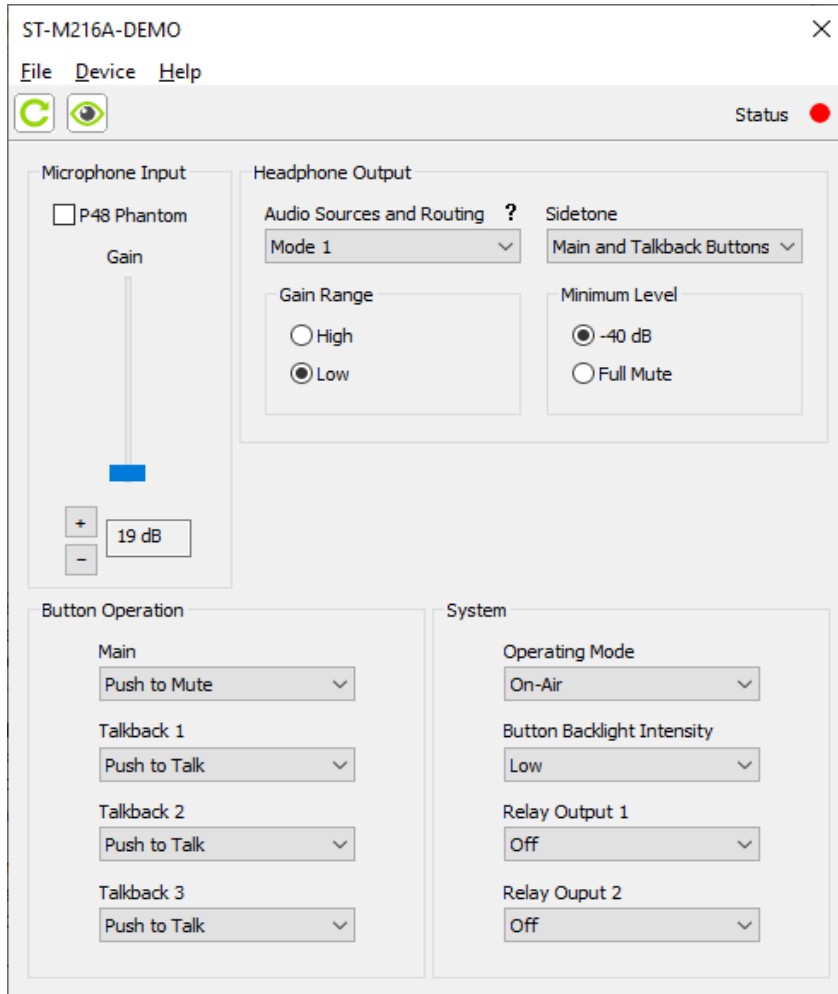 ST-M216A-DEMO
File Device Help
Status
Microphone Input
P48 Phantom
Gain
+
19 dB
−
Headphone Output
Audio Sources and Routing ?
Mode 1
Sidetone
Main and Talkback Buttons
Gain Range
High
Low
Minimum Level
-40 dB
Full Mute
Button Operation
Main
Push to Mute
Talkback 1
Push to Talk
Talkback 2
Push to Talk
Talkback 3
Push to Talk
System
Operating Mode
On-Air
Button Backlight Intensity
Low
Relay Output 1
Off
Relay Ouput 2
Off